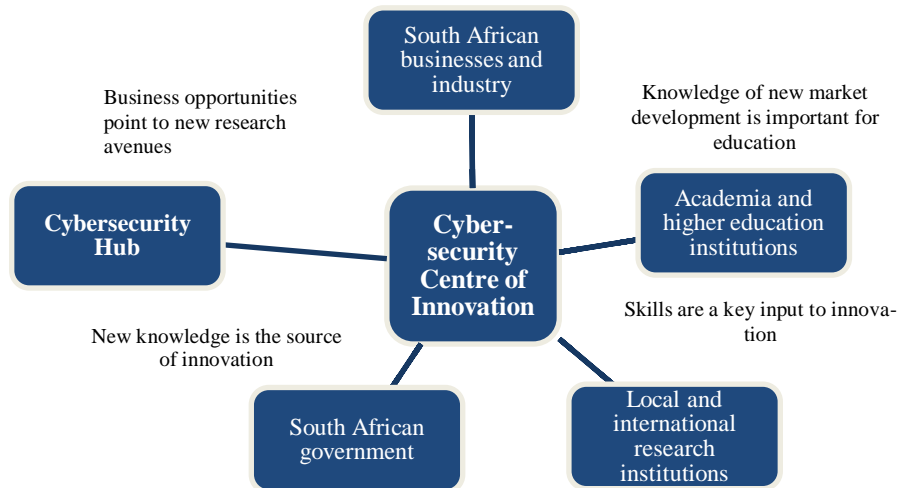 South African
businesses and
industry
Business opportunities
point to new research
avenues
Knowledge of new market
development is important for
education
Cybersecurity
Hub
Cyber-
security
Centre of
Innovation
Academia and
higher education
institutions
New knowledge is the source
of innovation
Skills are a key input to innova-
tion
South African
government
Local and
international
research
institutions